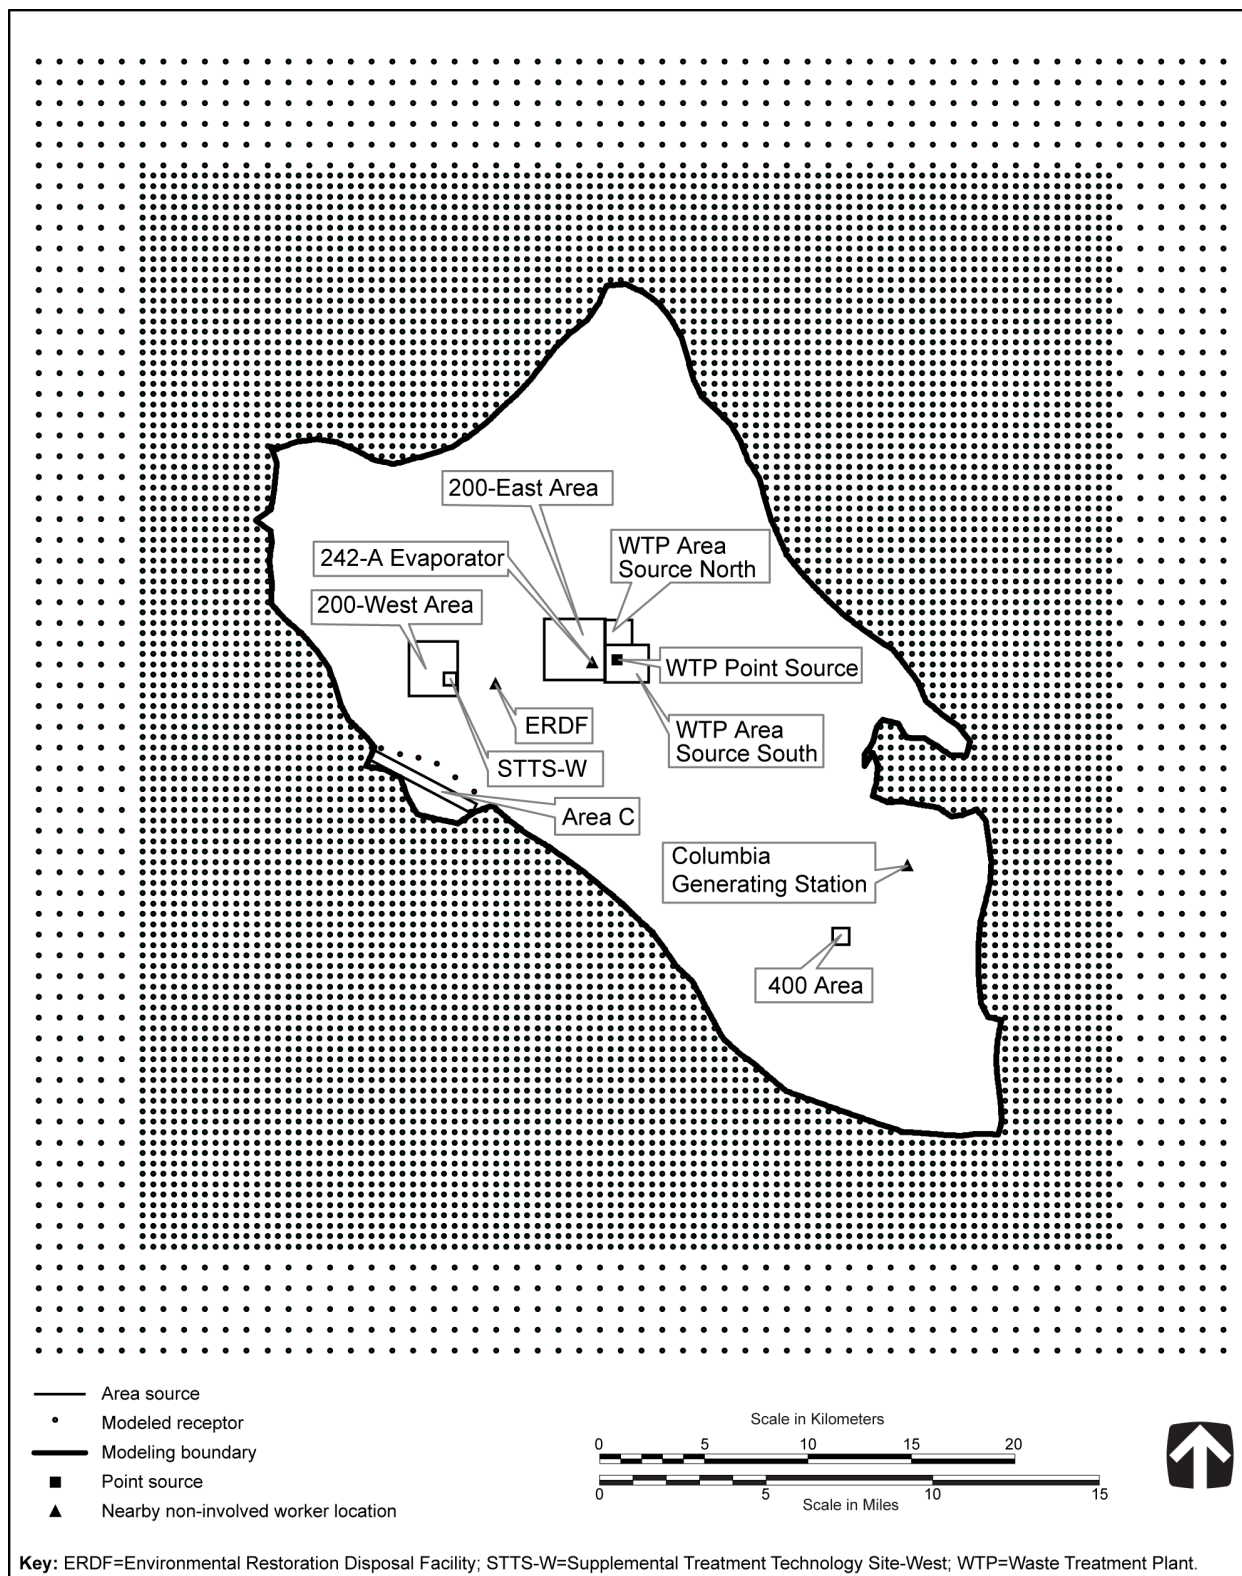 200-East Area
WTP Area
Source North
242-A Evaporator
200-West Area
WTP Point Source
ERDF
WTP Area
Source South
STTS-W
Area C
Columbia
Generating Station
400 Area
Area source
Modeled receptor
Modeling boundary
Point source
Nearby non-involved worker location
Scale in Kilometers
0 5 10 15 20
0 5 10 15
Scale in Miles
Key: ERDF=Environmental Restoration Disposal Facility; STTS-W=Supplemental Treatment Technology Site-West; WTP=Waste Treatment Plant.